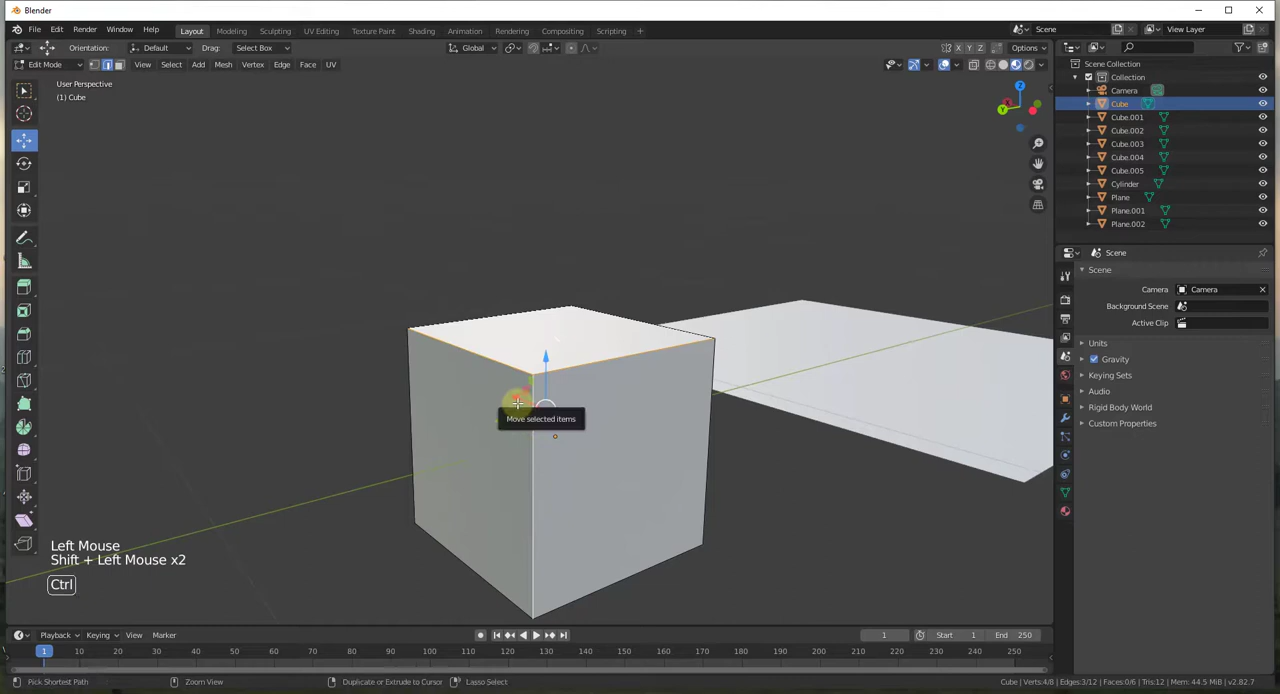 Blender
File Edit Render Window Help
Layout Modeling Sculpting UV Editing Texture Paint Shading Animation Rendering Compositing Scripting +
Scene
View Layer
Orientation: Default Drag: Select Box
Global
X Y Z
Options
Edit Mode
View Select Add Mesh Vertex Edge Face UV
User Perspective
(1) Cube
Z
Y
Scene Collection
Collection
Camera
Cube
Cube.001
Cube.002
Cube.003
Cube.004
Cube.005
Cylinder
Plane
Plane.001
Plane.002
Scene
Scene
Camera Camera
Background Scene
Active Clip
Units
Gravity
Keying Sets
Audio
Rigid Body World
Custom Properties
Move selected items
Left Mouse
Shift + Left Mouse x2
Ctrl
Playback Keying View Marker
1 Start 1 End 250
1 10 20 30 40 50 60 70 80 90 100 110 120 130 140 150 160 170 180 190 200 210 220 230 240 250
Pick Shortest Path Zoom View Duplicate or Extrude to Cursor Lasso Select
Cube | Verts:4/8 | Edges:3/12 | Faces:0/6 | Tris:12 | Mem: 44.5 MiB | v2.82.7